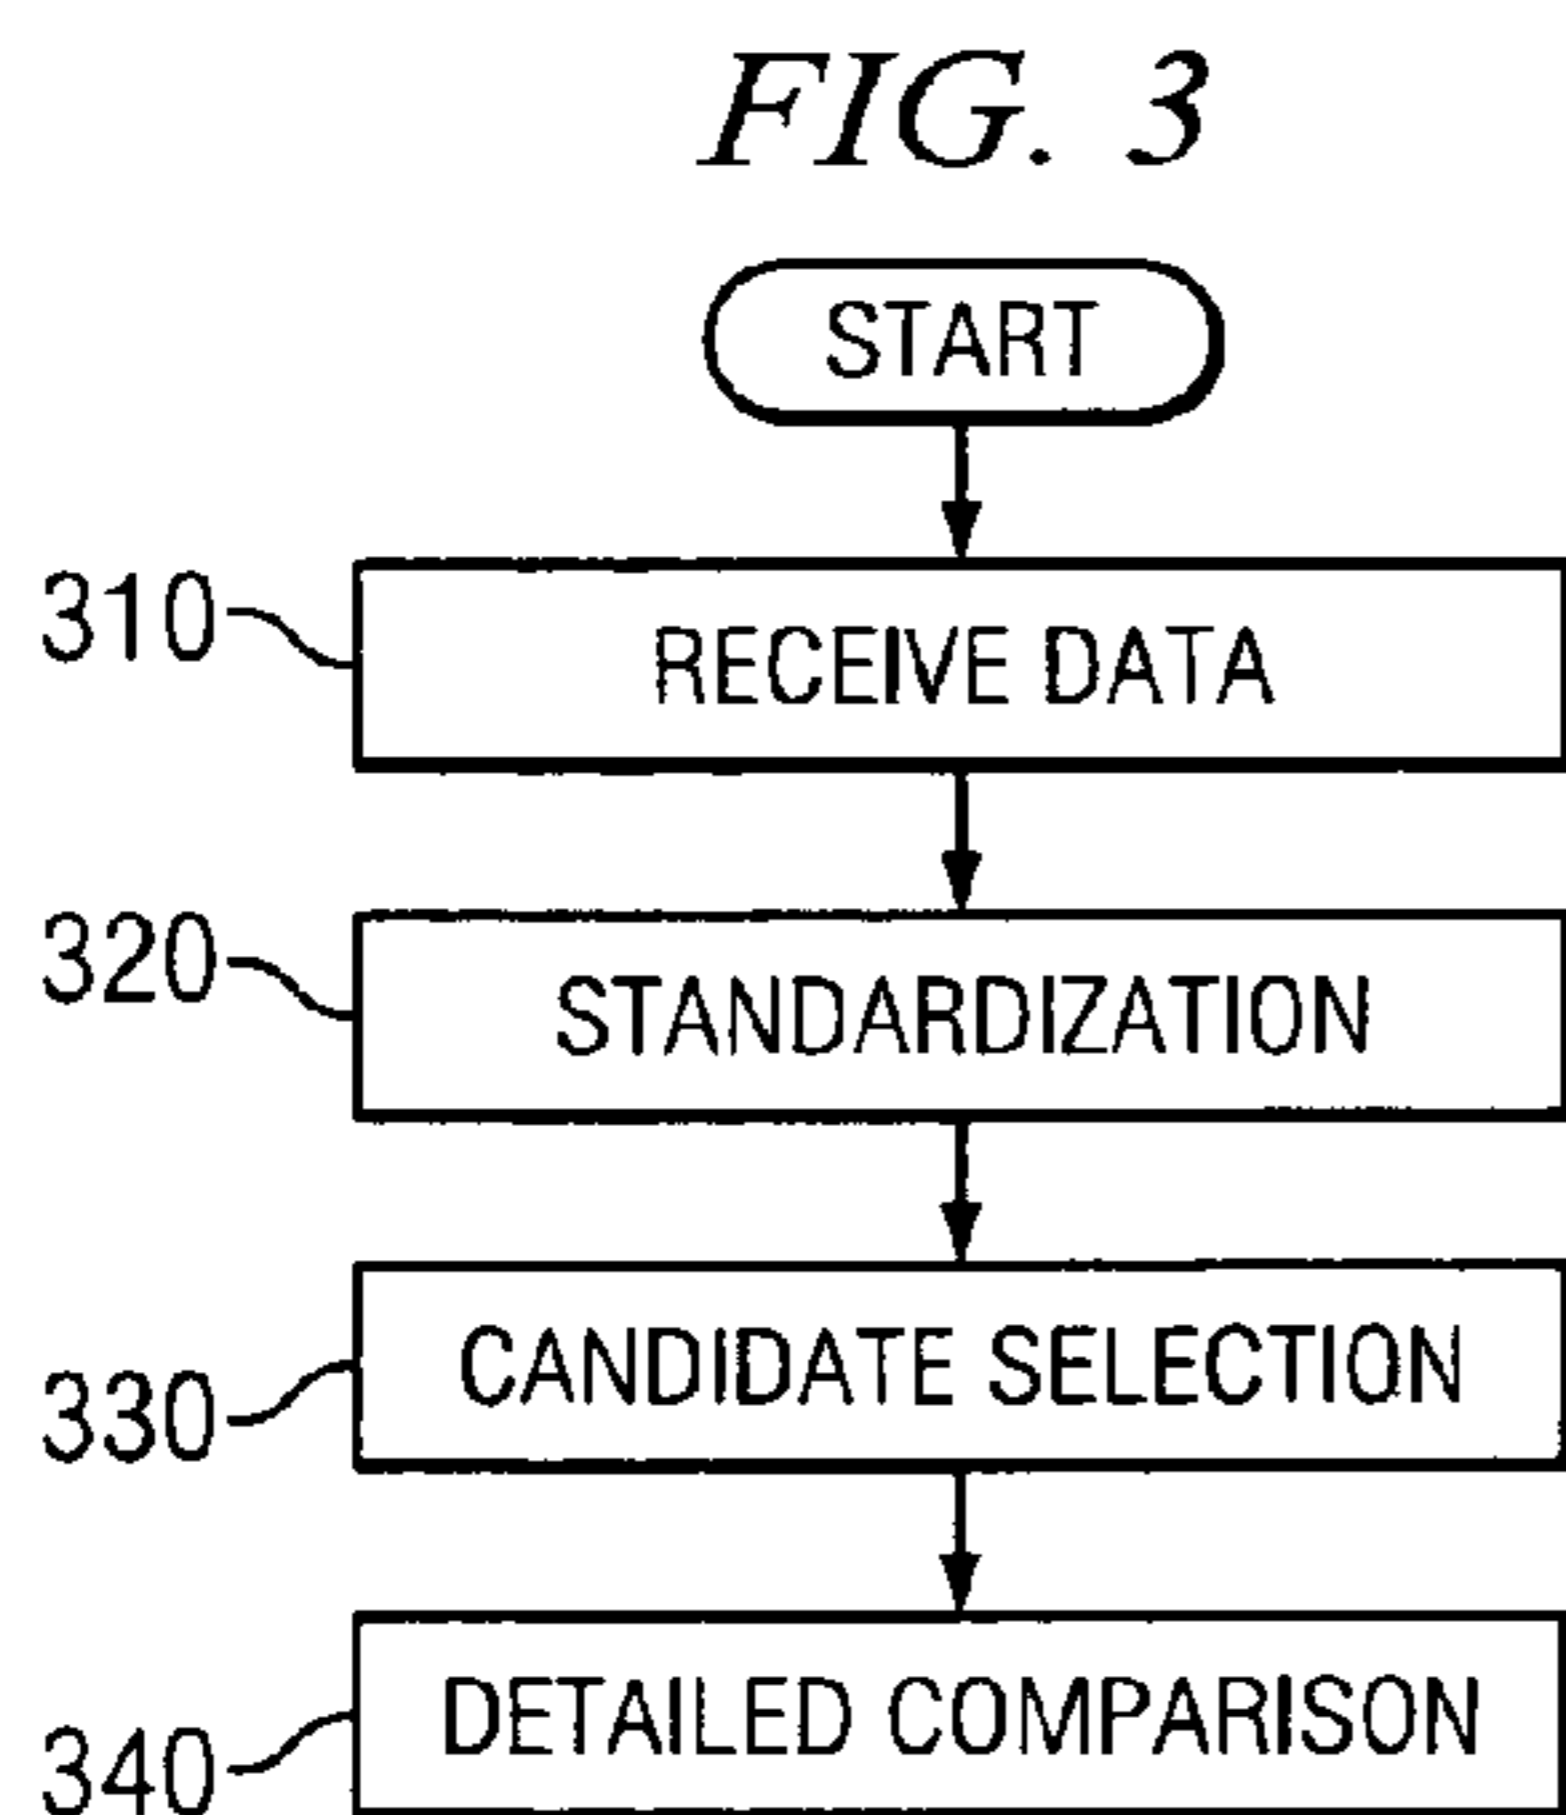 FIG. 3
START
310 RECEIVE DATA
320 STANDARDIZATION
330 CANDIDATE SELECTION
340 DETAILED COMPARISON